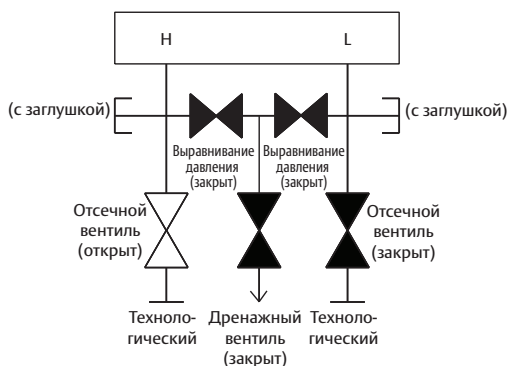 H
L
(с заглушкой)
(с заглушкой)
Выравнивание
давления
(закрыт)
Выравнивание
давления
(закрыт)
Отсечной
вентиль
(открыт)
Отсечной
вентиль
(закрыт)
Техноло-
гический
Дренажный
вентиль
(закрыт)
Техноло-
гический